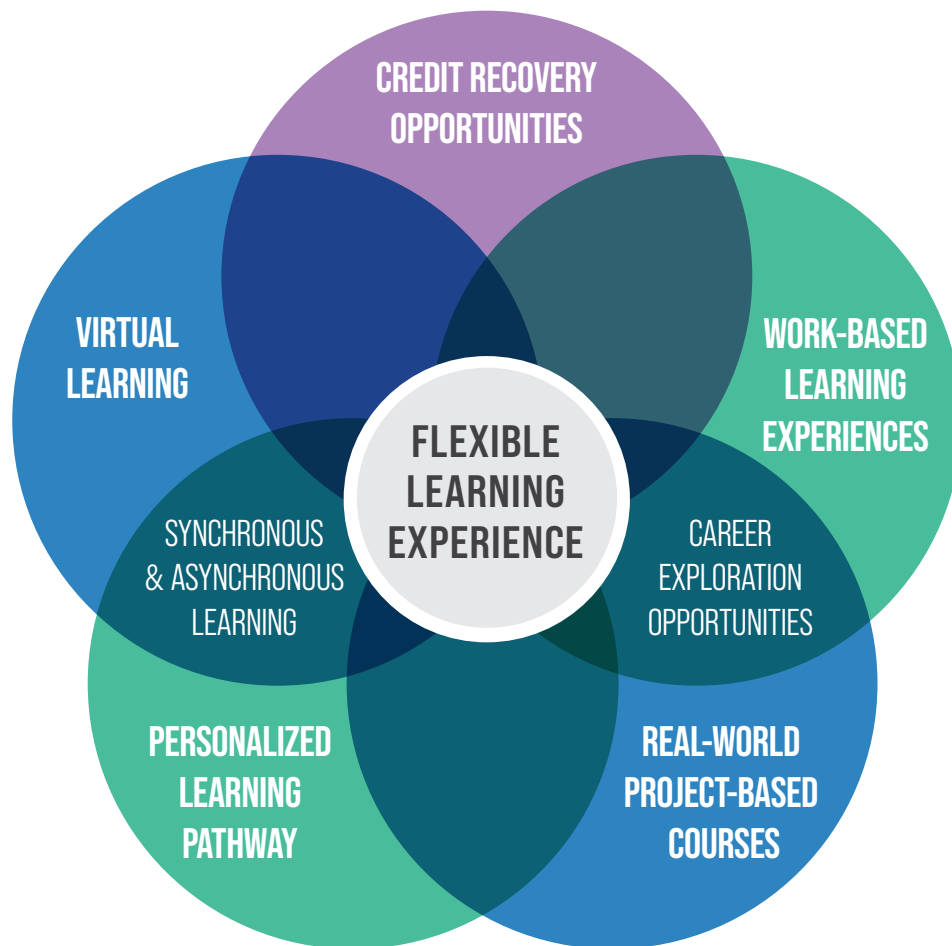 CREDIT RECOVERY
OPPORTUNITIES
VIRTUAL
LEARNING
WORK-BASED
LEARNING
EXPERIENCES
FLEXIBLE
LEARNING
EXPERIENCE
SYNCHRONOUS
& ASYNCHRONOUS
LEARNING
CAREER
EXPLORATION
OPPORTUNITIES
PERSONALIZED
LEARNING
PATHWAY
REAL-WORLD
PROJECT-BASED
COURSES